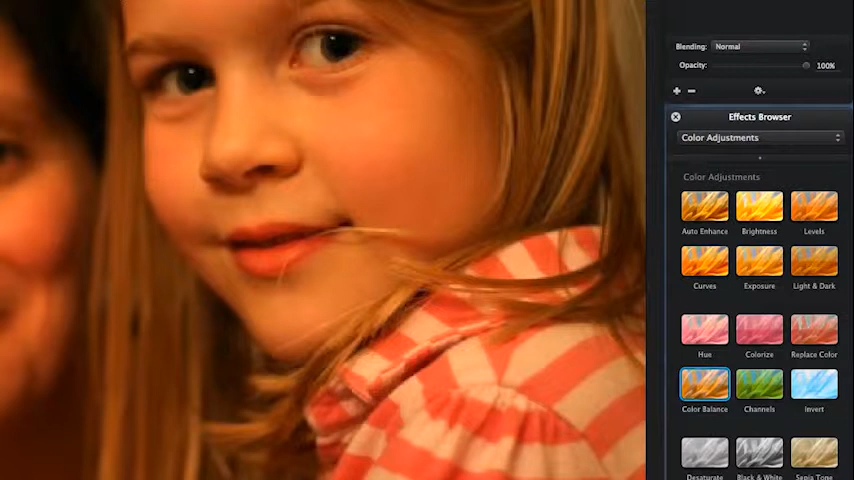 Blending: Normal
Opacity: 100%
Effects Browser
Color Adjustments
Color Adjustments
Auto Enhance Brightness Levels
Curves Exposure Light & Dark
Hue Colorize Replace Color
Color Balance Channels Invert
Desaturate Black & White Sepia Tone